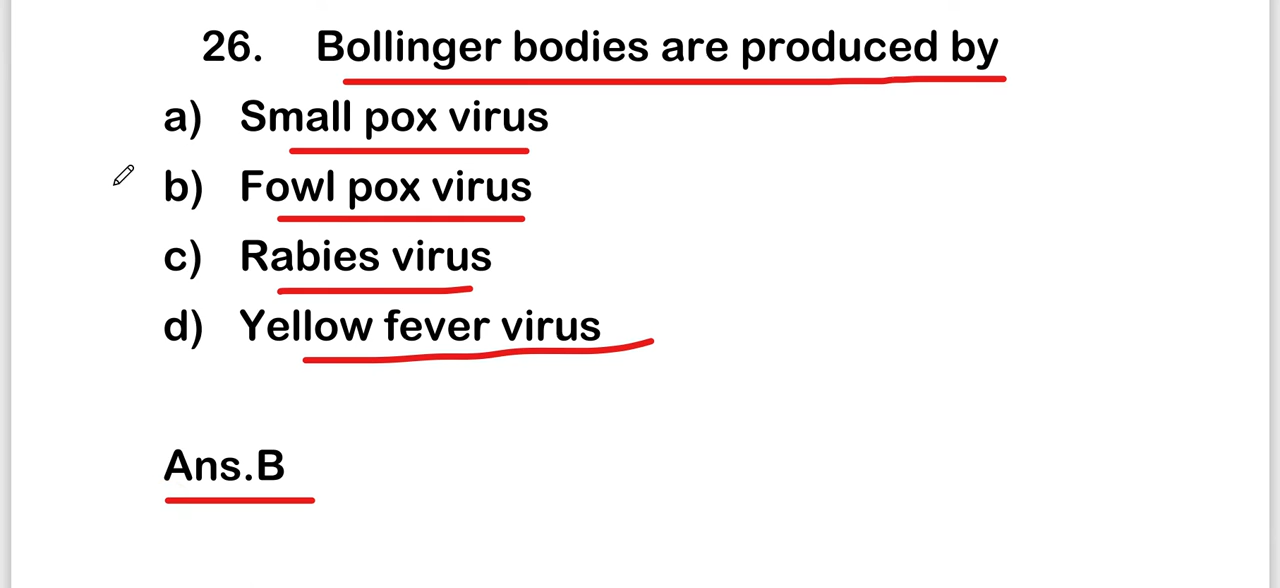 26. Bollinger bodies are produced by
a) Small pox virus
b) Fowl pox virus
c) Rabies virus
d) Yellow fever virus
Ans.B